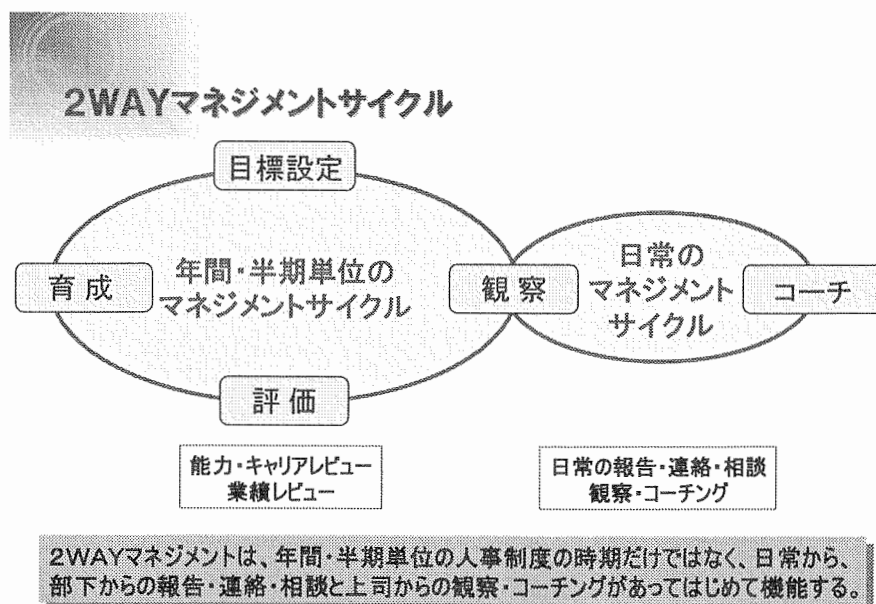 2WAYマネジメントサイクル
目標設定
育成
年間・半期単位の
マネジメントサイクル
観察
日常の
マネジメント
サイクル
コーチ
評価
能力・キャリアレビュー
業績レビュー
日常の報告・連絡・相談
観察・コーチング
2WAYマネジメントは、年間・半期単位の人事制度の時期だけではなく、日常から、
部下からの報告・連絡・相談と上司からの観察・コーチングがあってはじめて機能する。